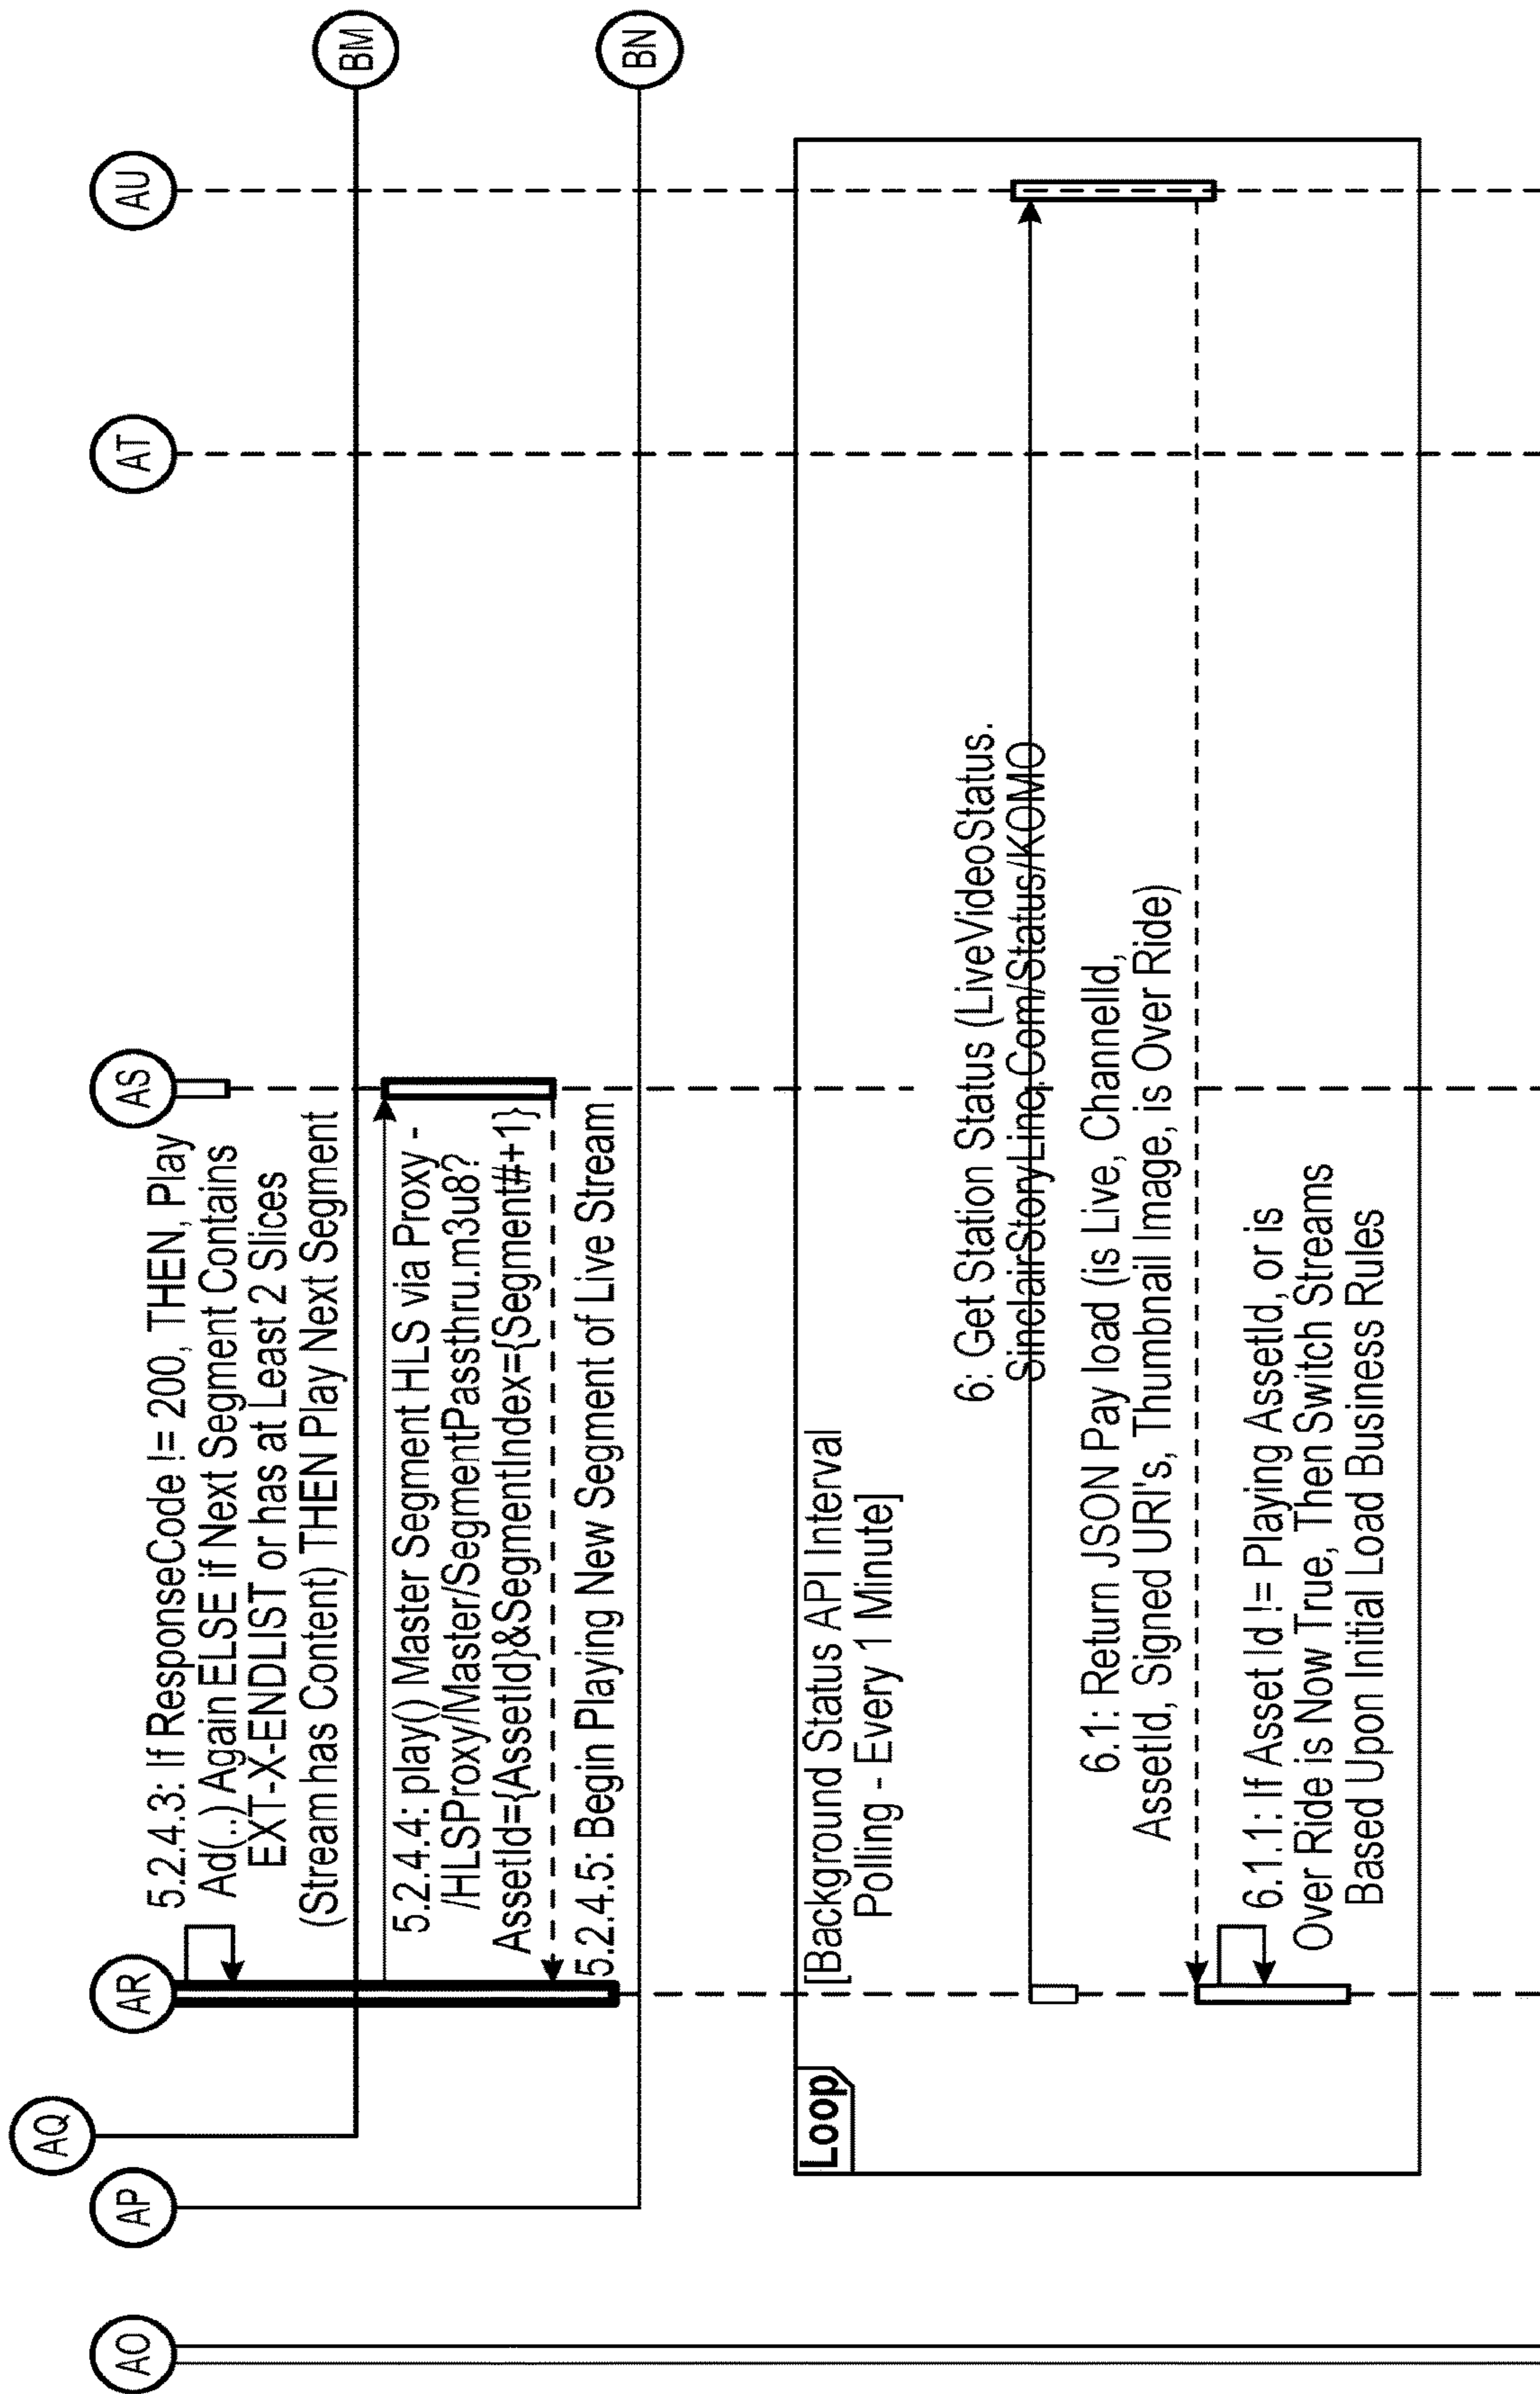 AQ
AO
AP
AR
AS
AT
AU
5.2.4.3: If ResponseCode != 200, THEN, Play
Ad(..) Again ELSE if Next Segment Contains
EXT-X-ENDLIST or has at Least 2 Slices
(Stream has Content) THEN Play Next Segment
BM
5.2.4.4: play() Master Segment HLS via Proxy -
/HLSProxy/Master/SegmentPassthru.m3u8?
AssetId={AssetId}&SegmentIndex={Segment#+1}
5.2.4.5: Begin Playing New Segment of Live Stream
BN
Loop
[Background Status API Interval
Polling - Every 1 Minute]
6: Get Station Status (LiveVideoStatus.
SinclairStoryLine.Com/Status/KOMO
6.1: Return JSON Pay load (is Live, ChannelId,
AssetId, Signed URI's, Thumbnail Image, is Over Ride)
6.1.1: If Asset Id != Playing AssetId, or is
Over Ride is Now True, Then Switch Streams
Based Upon Initial Load Business Rules